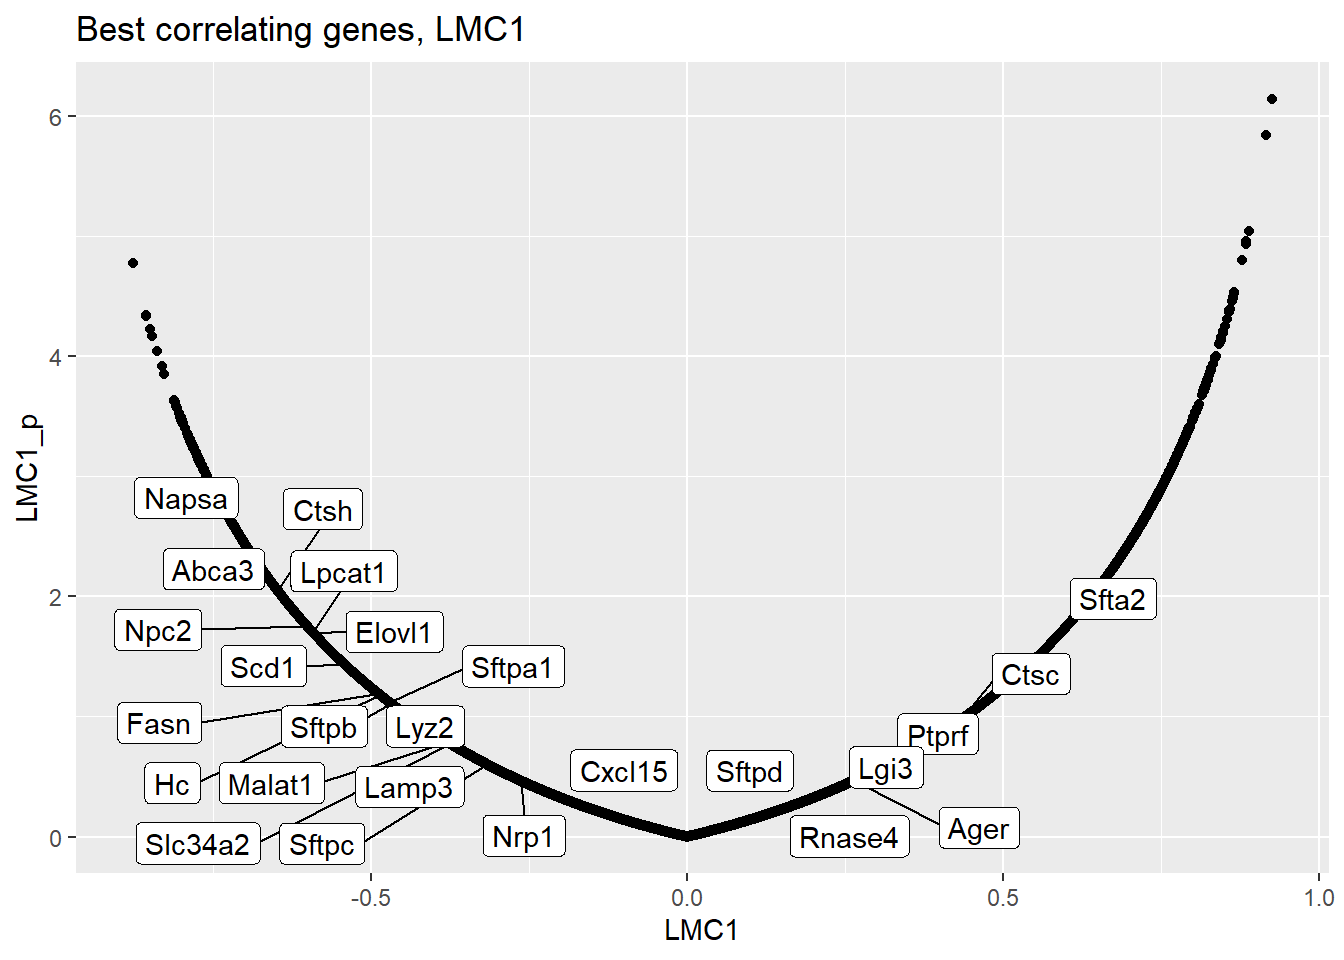 Best correlating genes, LMC1
6
4
2
0
LMC1_p
Napsa
Ctsh
Abca3
Lpcat1
Npc2
Elovl1
Scd1
Sftpa1
Fasn
Sftpb
Lyz2
Hc
Malat1
Lamp3
Slc34a2
Sftpc
Nrp1
Cxcl15
Sftpd
Sfta2
Ctsc
Ptprf
Lgi3
Rnase4
Ager
-0.5
0.0
0.5
1.0
LMC1